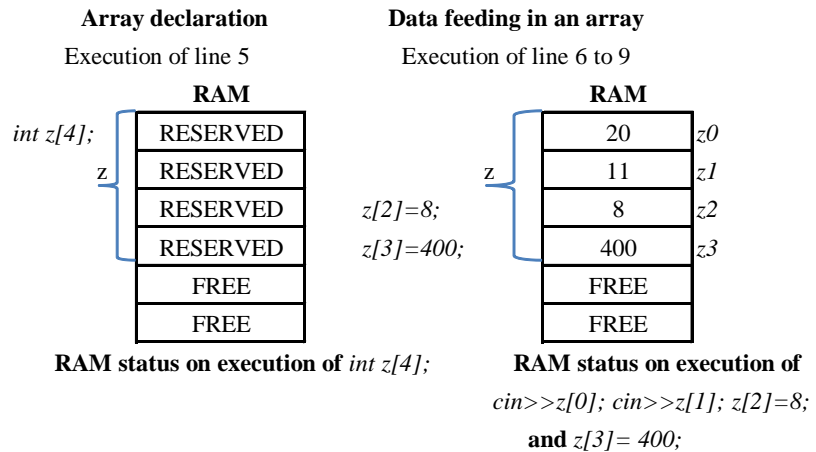 Array declaration
Data feeding in an array
Execution of line 5
Execution of line 6 to 9
RAM
RAM
int z[4];
RESERVED
20
z0
z
RESERVED
z
11
z1
RESERVED
z[2]=8;
8
z2
RESERVED
z[3]=400;
400
z3
FREE
FREE
FREE
FREE
RAM status on execution of int z[4];
RAM status on execution of
cin>>z[0]; cin>>z[1]; z[2]=8;
and z[3]= 400;